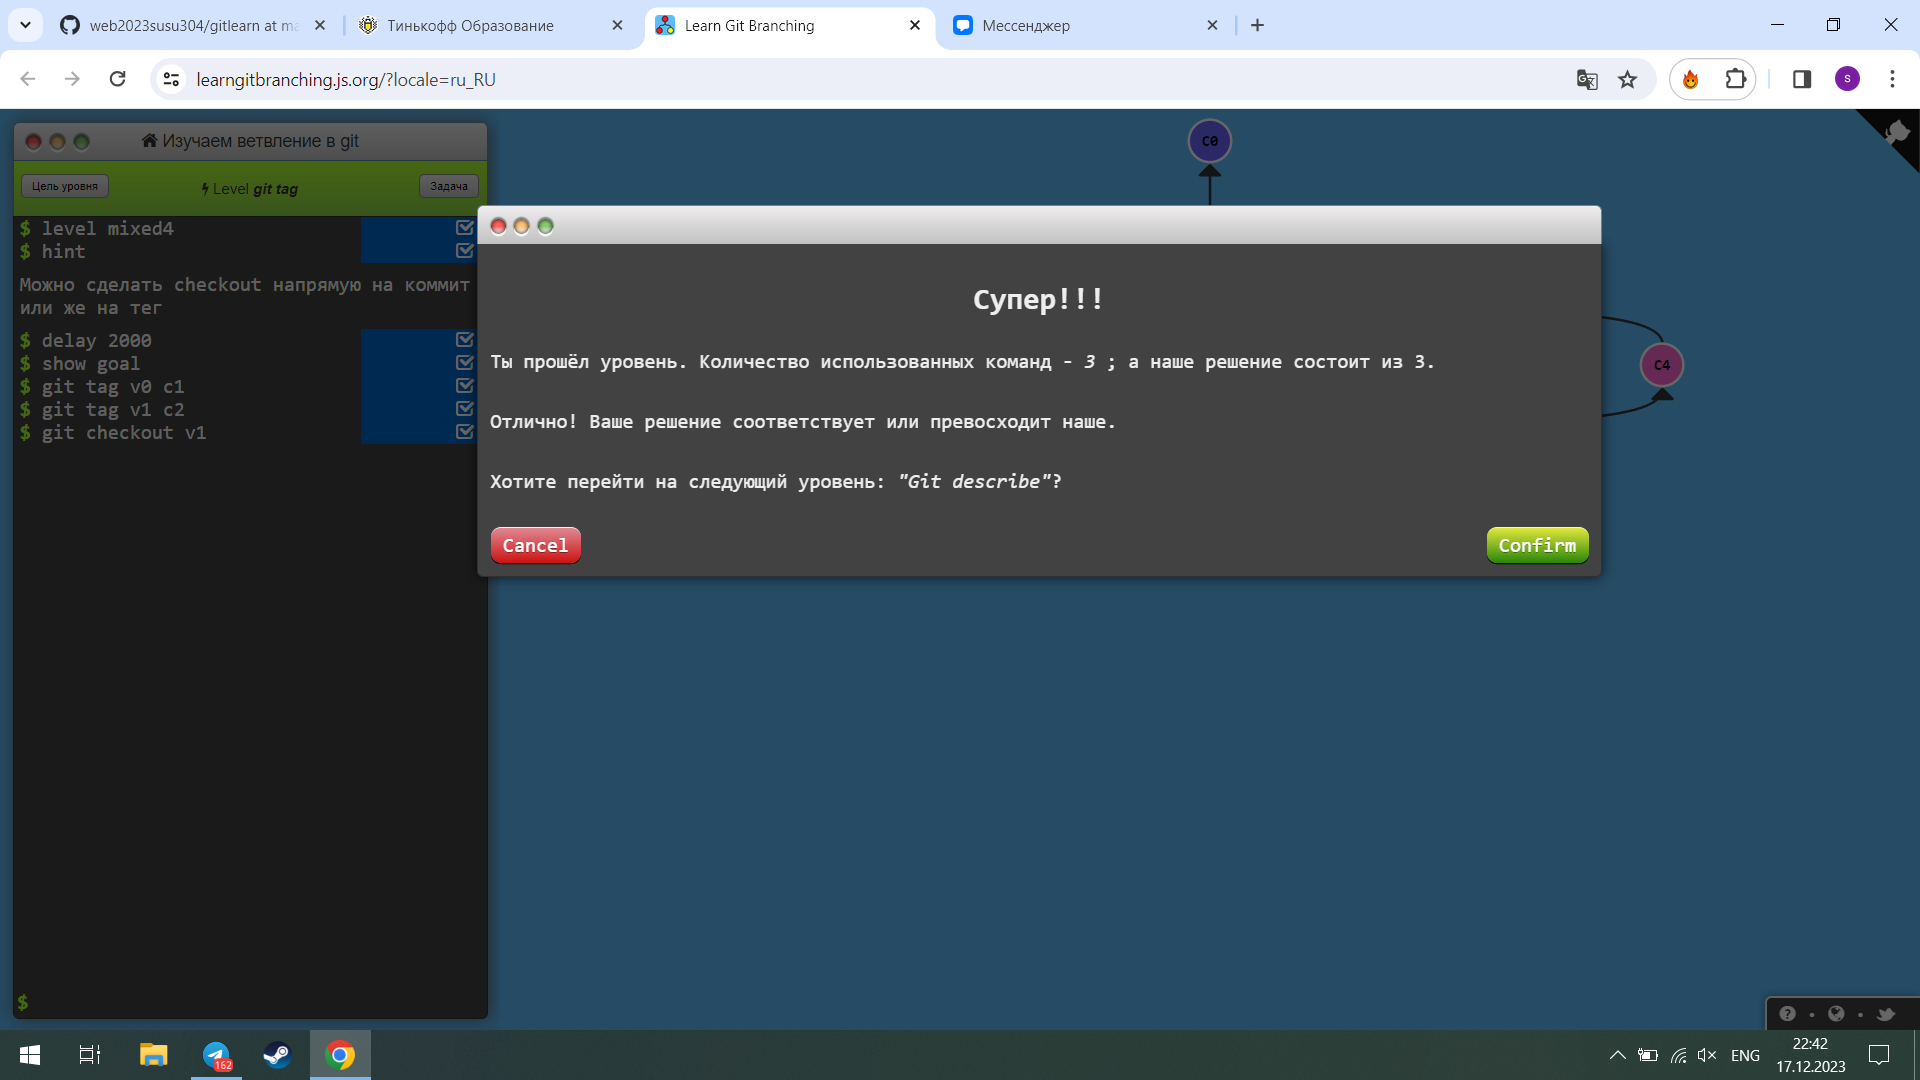 web2023susu304/gitlearn at ma
Тинькофф Образование
Learn Git Branching
Мессенджер
learngitbranching.js.org/?locale=ru_RU
S
Изучаем ветвление в git
Цель уровня
Level git tag
Задача
$ level mixed4
$ hint
Можно сделать checkout напрямую на коммит
или же на тег
$ delay 2000
$ show goal
$ git tag v0 c1
$ git tag v1 c2
$ git checkout v1
$
C0
C4
Супер!!!
Ты прошёл уровень. Количество использованных команд - 3 ; а наше решение состоит из 3.
Отлично! Ваше решение соответствует или превосходит наше.
Хотите перейти на следующий уровень: "Git describe"?
Cancel
Confirm
162
ENG
22:42
17.12.2023